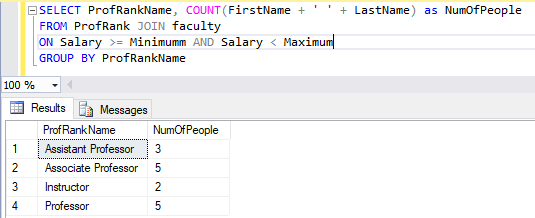 SELECT ProfRankName, COUNT(FirstName + ' ' + LastName) as NumOfPeople
FROM ProfRank JOIN faculty
ON Salary >= Minimumm AND Salary < Maximum
GROUP BY ProfRankName
100 %
Results Messages
ProfRankName NumOfPeople
1 Assistant Professor 3
2 Associate Professor 5
3 Instructor 2
4 Professor 5